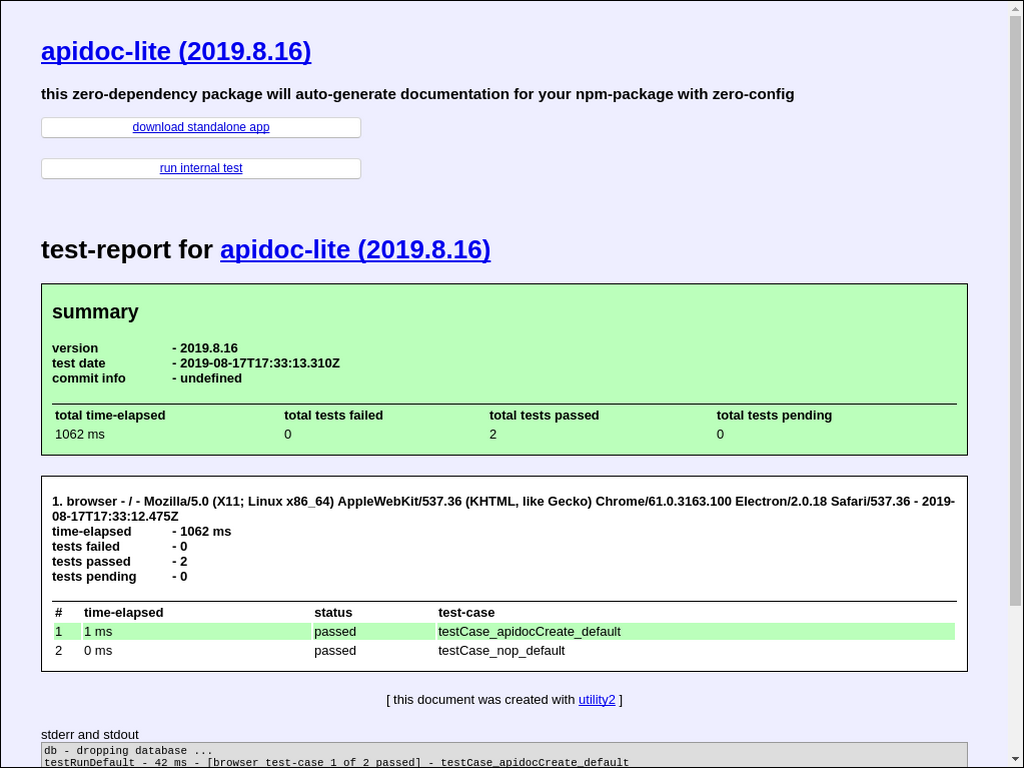 apidoc-lite (2019.8.16)
this zero-dependency package will auto-generate documentation for your npm-package with zero-config
download standalone app
run internal test
test-report for apidoc-lite (2019.8.16)
summary
version - 2019.8.16
test date - 2019-08-17T17:33:13.310Z
commit info - undefined
total time-elapsed total tests failed total tests passed total tests pending
1062 ms 0 2 0
1. browser - / - Mozilla/5.0 (X11; Linux x86_64) AppleWebKit/537.36 (KHTML, like Gecko) Chrome/61.0.3163.100 Electron/2.0.18 Safari/537.36 - 2019-
08-17T17:33:12.475Z
time-elapsed - 1062 ms
tests failed - 0
tests passed - 2
tests pending - 0
# time-elapsed status test-case
1 1 ms passed testCase_apidocCreate_default
2 0 ms passed testCase_nop_default
[ this document was created with utility2 ]
stderr and stdout
db - dropping database ...
testRunDefault - 42 ms - [browser test-case 1 of 2 passed] - testCase_apidocCreate_default